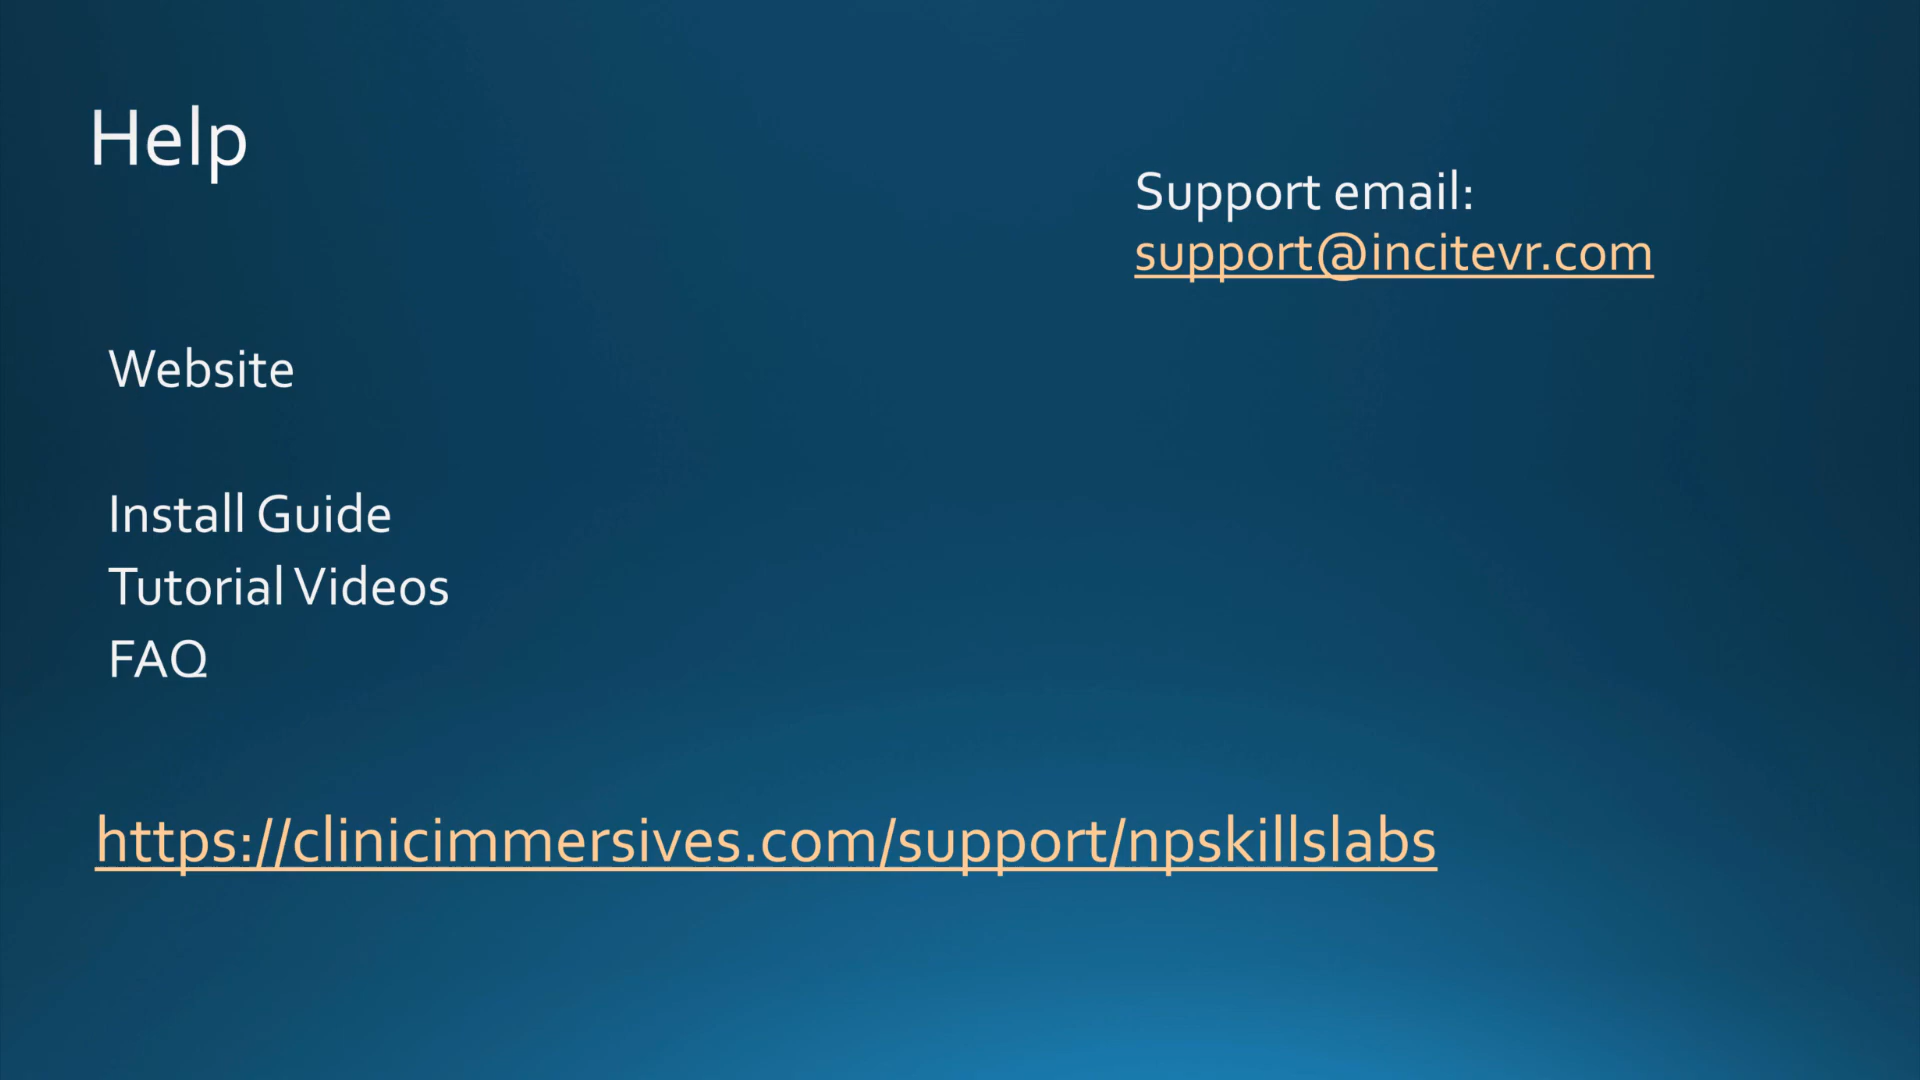 Help
Support email:
support@incitevr.com
Website
Install Guide
Tutorial Videos
FAQ
https://clinicimmersives.com/support/npskillslabs